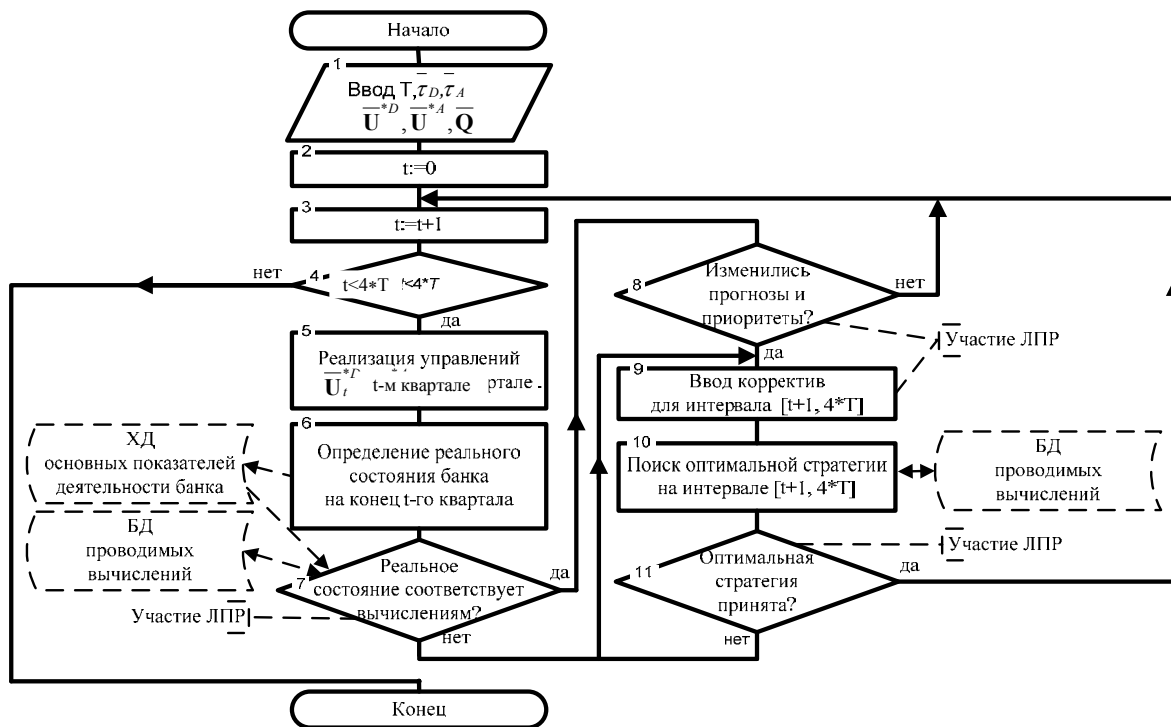 Начало
1
Ввод T, τ̅D, τ̅A
U̅*D, U̅*A, Q̅
2
t:=0
3
t:=t+1
4
t<4*T t<4*T
нет
да
5
Реализация управлений
U̅t*D *A t-м квартале ртале.
6
Определение реального
состояния банка
на конец t-го квартала
ХД
основных показателей
деятельности банка
БД
проводимых
вычислений
7
Реальное
состояние соответствует
вычислениям?
да
нет
Участие ЛПР
8
Изменились
прогнозы и
приоритеты?
нет
да
Участие ЛПР
9
Ввод корректив
для интервала [t+1, 4*T]
10
Поиск оптимальной стратегии
на интервале [t+1, 4*T]
БД
проводимых
вычислений
Участие ЛПР
11
Оптимальная
стратегия
принята?
да
нет
Конец